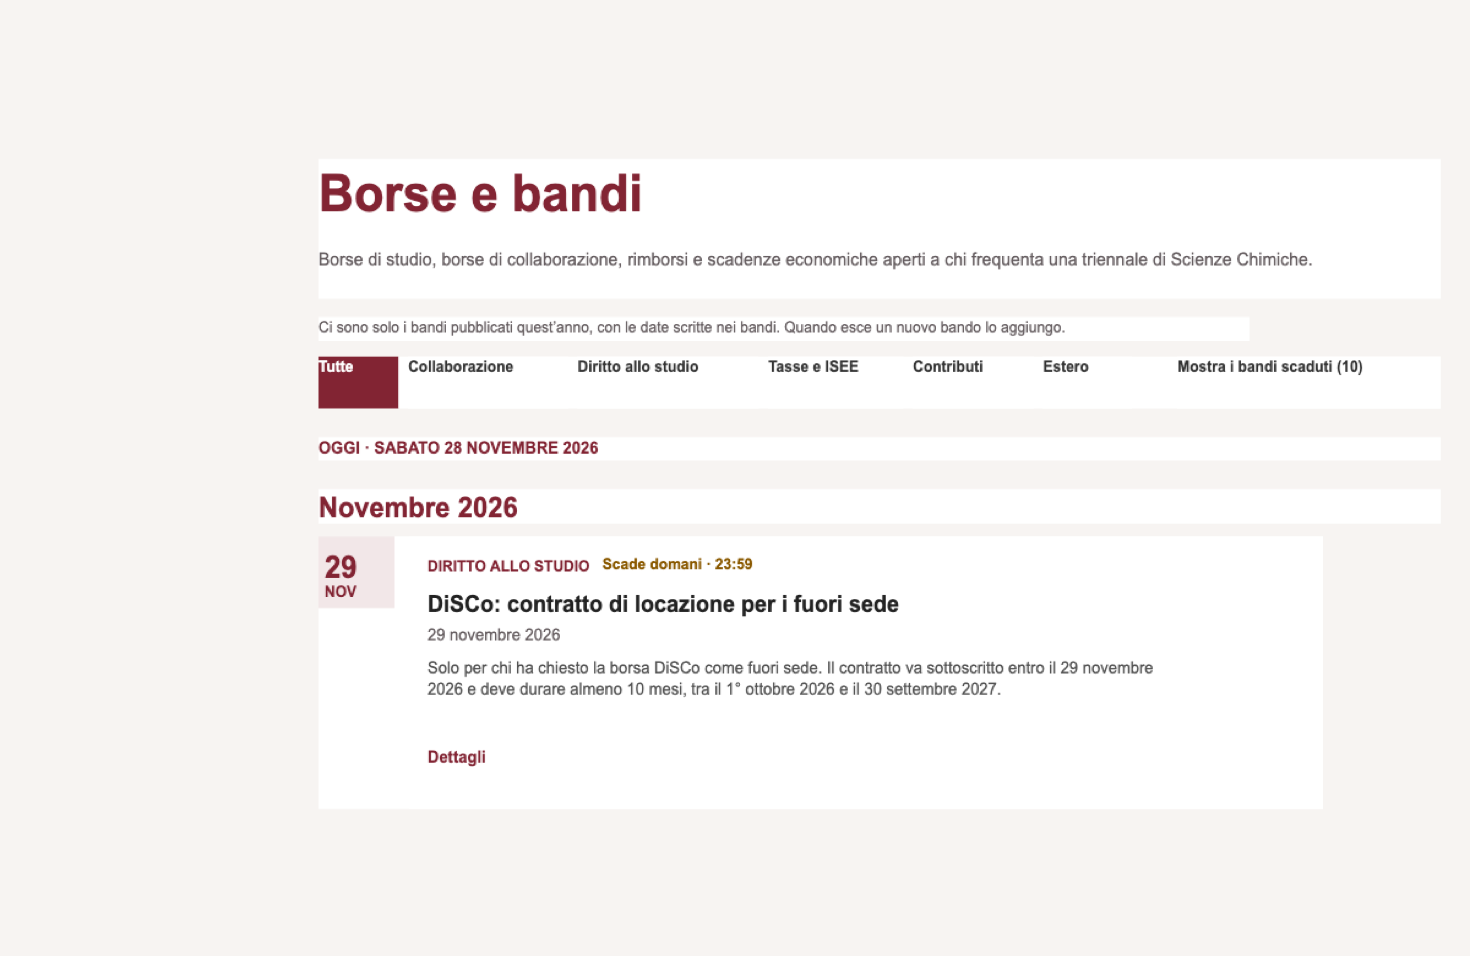 Borse e bandi
Borse di studio, borse di collaborazione, rimborsi e scadenze economiche aperti a chi frequenta una triennale di Scienze Chimiche.
Ci sono solo i bandi pubblicati quest’anno, con le date scritte nei bandi. Quando esce un nuovo bando lo aggiungo.
Tutte Collaborazione Diritto allo studio Tasse e ISEE Contributi Estero Mostra i bandi scaduti (10)
OGGI · SABATO 28 NOVEMBRE 2026
Novembre 2026
29
NOV
DIRITTO ALLO STUDIO Scade domani · 23:59
DiSCo: contratto di locazione per i fuori sede
29 novembre 2026
Solo per chi ha chiesto la borsa DiSCo come fuori sede. Il contratto va sottoscritto entro il 29 novembre
2026 e deve durare almeno 10 mesi, tra il 1° ottobre 2026 e il 30 settembre 2027.
Dettagli